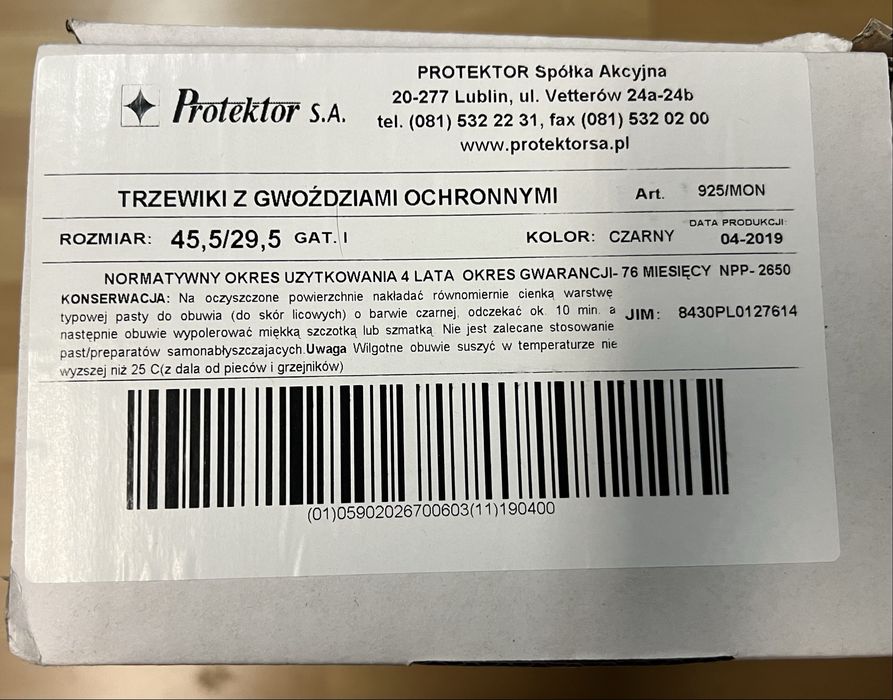 Protektor S.A.
PROTEKTOR Spółka Akcyjna
20-277 Lublin, ul. Vetterów 24a-24b
tel. (081) 532 22 31, fax (081) 532 02 00
www.protektorsa.pl
TRZEWIKI Z GWOŹDZIAMI OCHRONNYMI Art. 925/MON
ROZMIAR: 45,5/29,5 GAT. I KOLOR: CZARNY DATA PRODUKCJI: 04-2019
NORMATYWNY OKRES UZYTKOWANIA 4 LATA OKRES GWARANCJI- 76 MIESIĘCY NPP- 2650
KONSERWACJA: Na oczyszczone powierzchnie nakładać równomiernie cienką warstwę
typowej pasty do obuwia (do skór licowych) o barwie czarnej, odczekać ok. 10 min. a
następnie obuwie wypolerować miękką szczotką lub szmatką. Nie jest zalecane stosowanie
past/preparatów samonabłyszczajacych.Uwaga Wilgotne obuwie suszyć w temperaturze nie
wyższej niż 25 C(z dala od pieców i grzejników)
JIM: 8430PL0127614
(01)05902026700603(11)190400